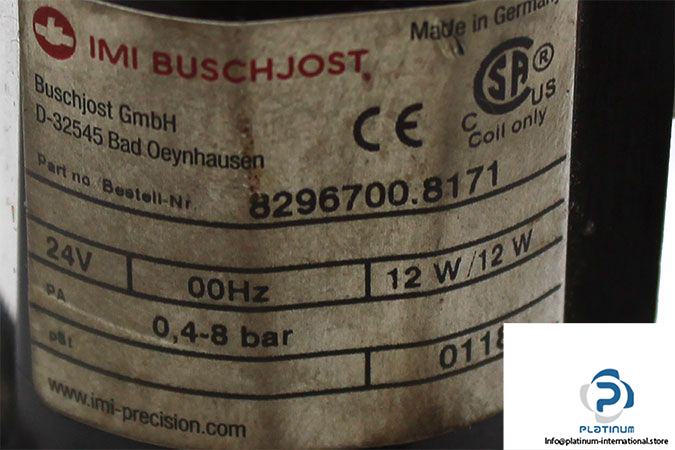 IMI BUSCHJOST
Made in Germany
Buschjost GmbH
D-32545 Bad Oeynhausen
CE
CSA ®
C US
Coil only
Part no./Bestell-Nr. 8296700.8171
24V 00Hz 12 W/12 W
PA 0,4-8 bar
pSt 0118
www.imi-precision.com
PLATINUM
Info@platinum-international.store